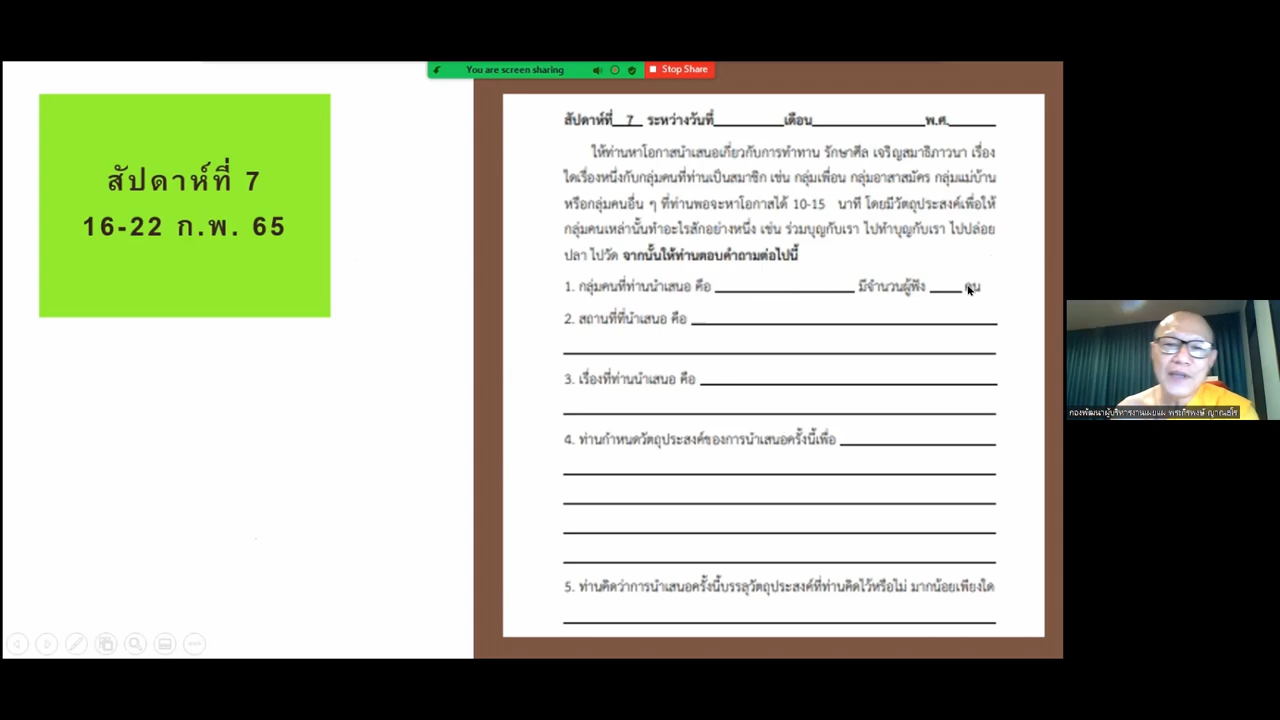 You are screen sharing
Stop Share
สัปดาห์ที่ 7
16-22 ก.พ. 65
สัปดาห์ที่ 7 ระหว่างวันที่ เดือน พ.ศ.
ให้ท่านหาโอกาสนำเสนอเกี่ยวกับการทำทาน รักษาศีล เจริญสมาธิภาวนา เรื่อง
ใดเรื่องหนึ่งกับกลุ่มคนที่ท่านเป็นสมาชิก เช่น กลุ่มเพื่อน กลุ่มอาสาสมัคร กลุ่มแม่บ้าน
หรือกลุ่มคนอื่น ๆ ที่ท่านพอจะหาโอกาสได้ 10-15 นาที โดยมีวัตถุประสงค์เพื่อให้
กลุ่มคนเหล่านั้นทำอะไรสักอย่างหนึ่ง เช่น ร่วมบุญกับเรา ไปทำบุญกับเรา ไปปล่อย
ปลา ไปวัด จากนั้นให้ท่านตอบคำถามต่อไปนี้
1. กลุ่มคนที่ท่านนำเสนอ คือ มีจำนวนผู้ฟัง คน
2. สถานที่ที่นำเสนอ คือ
3. เรื่องที่ท่านนำเสนอ คือ
4. ท่านกำหนดวัตถุประสงค์ของการนำเสนอครั้งนี้เพื่อ
5. ท่านคิดว่าการนำเสนอครั้งนี้บรรลุวัตถุประสงค์ที่ท่านคิดไว้หรือไม่ มากน้อยเพียงใด
กองพัฒนาผู้บริหารงานเผยแผ่